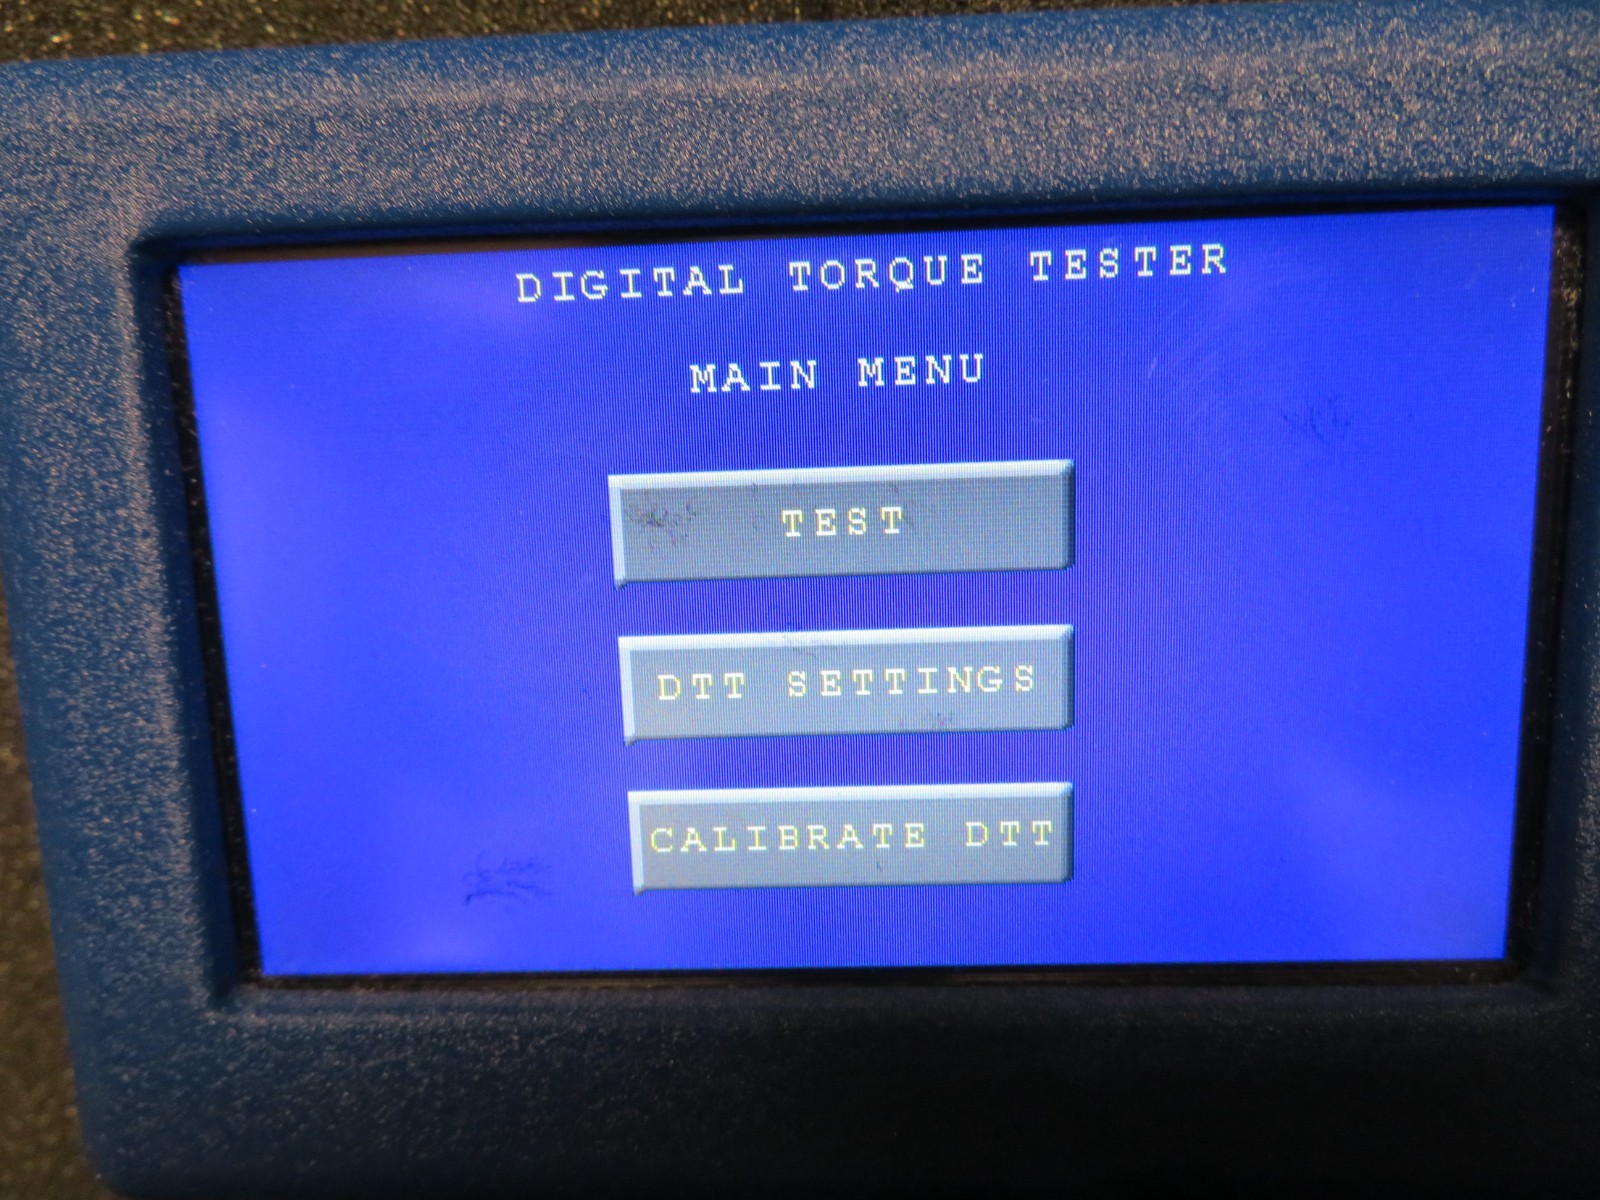 DIGITAL TORQUE TESTER
MAIN MENU
TEST
DTT SETTINGS
CALIBRATE DTT